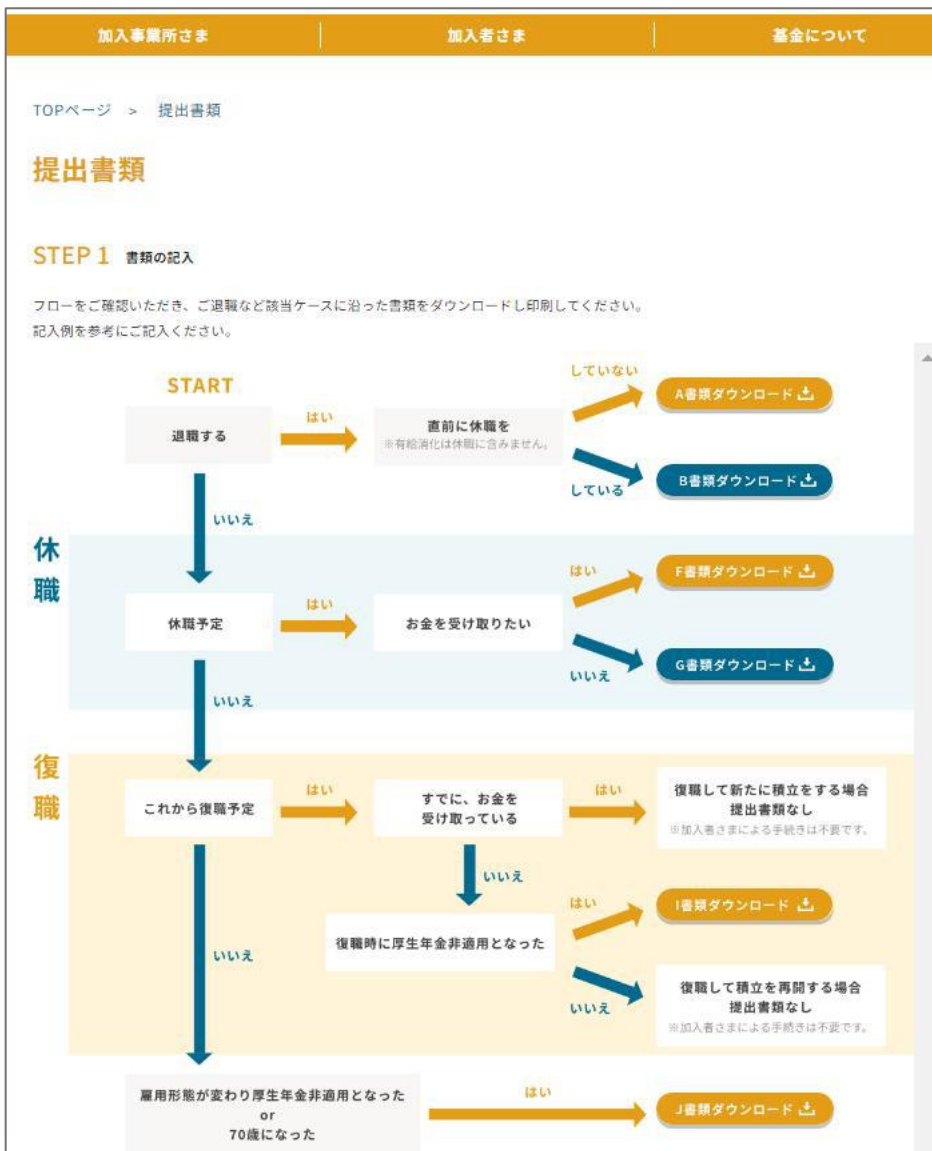 加入事業所さま
加入者さま
基金について
TOPページ > 提出書類
提出書類
STEP 1 書類の記入
フローをご確認いただき、ご退職など該当ケースに沿った書類をダウンロードし印刷してください。
記入例を参考にご記入ください。
START
退職する
はい
直前に休職を
※有給消化は休職に含みません。
していない
A書類ダウンロード
している
B書類ダウンロード
いいえ
休職
休職予定
はい
お金を受け取りたい
はい
F書類ダウンロード
いいえ
G書類ダウンロード
いいえ
復職
これから復職予定
はい
すでに、お金を
受け取っている
はい
復職して新たに積立をする場合
提出書類なし
※加入者さまによる手続きは不要です。
いいえ
復職時に厚生年金非適用となった
はい
I書類ダウンロード
いいえ
復職して積立を再開する場合
提出書類なし
※加入者さまによる手続きは不要です。
いいえ
雇用形態が変わり厚生年金非適用となった
or
70歳になった
はい
J書類ダウンロード